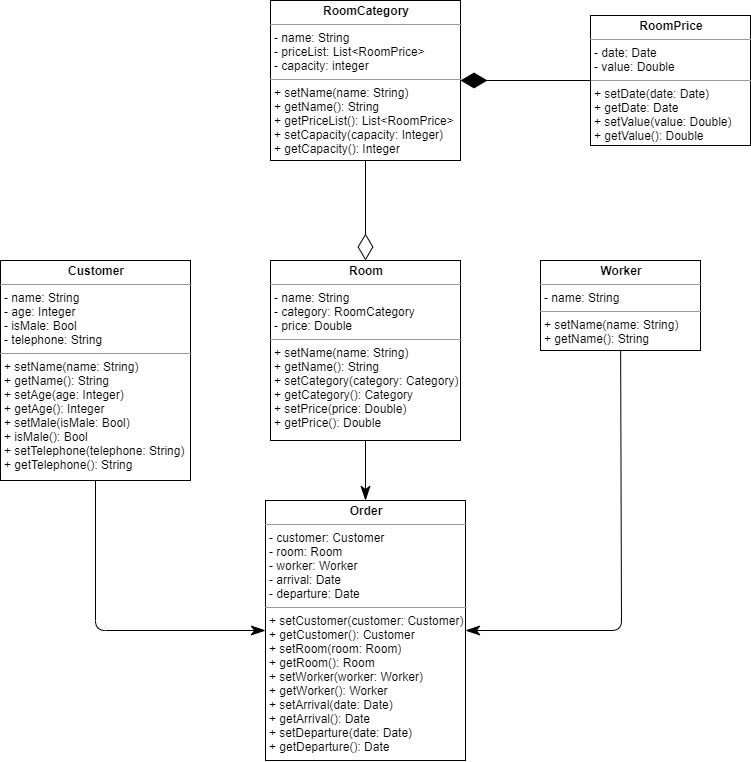 RoomCategory
- name: String
- priceList: List<RoomPrice>
- capacity: integer
+ setName(name: String)
+ getName(): String
+ getPriceList(): List<RoomPrice>
+ setCapacity(capacity: Integer)
+ getCapacity(): Integer
RoomPrice
- date: Date
- value: Double
+ setDate(date: Date)
+ getDate: Date
+ setValue(value: Double)
+ getValue(): Double
Customer
- name: String
- age: Integer
- isMale: Bool
- telephone: String
+ setName(name: String)
+ getName(): String
+ setAge(age: Integer)
+ getAge(): Integer
+ setMale(isMale: Bool)
+ isMale(): Bool
+ setTelephone(telephone: String)
+ getTelephone(): String
Room
- name: String
- category: RoomCategory
- price: Double
+ setName(name: String)
+ getName(): String
+ setCategory(category: Category)
+ getCategory(): Category
+ setPrice(price: Double)
+ getPrice(): Double
Worker
- name: String
+ setName(name: String)
+ getName(): String
Order
- customer: Customer
- room: Room
- worker: Worker
- arrival: Date
- departure: Date
+ setCustomer(customer: Customer)
+ getCustomer(): Customer
+ setRoom(room: Room)
+ getRoom(): Room
+ setWorker(worker: Worker)
+ getWorker(): Worker
+ setArrival(date: Date)
+ getArrival(): Date
+ setDeparture(date: Date)
+ getDeparture(): Date